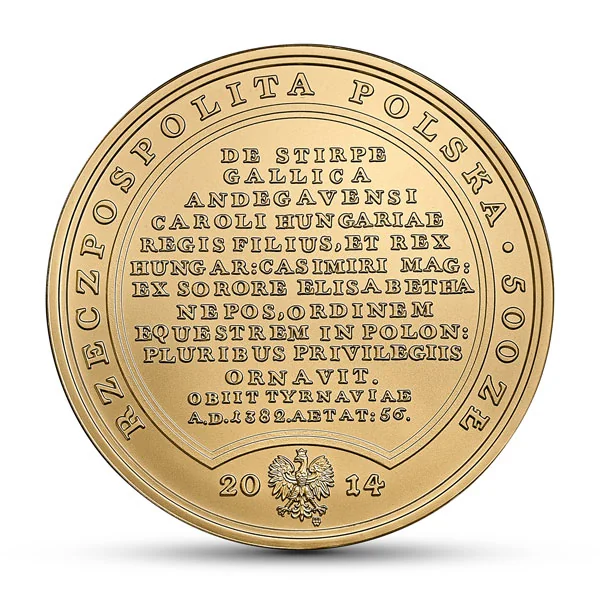 RZECZPOSPOLITA POLSKA · 500 ZŁ
DE STIRPE
GALLICA
ANDEGAVENSI
CAROLI HUNGARIAE
REGIS FILIUS, ET REX
HUNGAR: CASIMIRI MAG:
EX SORORE ELISABETHA
NEPOS, ORDINEM
EQUESTREM IN POLON:
PLURIBUS PRIVILEGIIS
ORNAVIT.
OBIIT TYRNAVIAE
A.D. 1382. AETAT: 56.
20 14